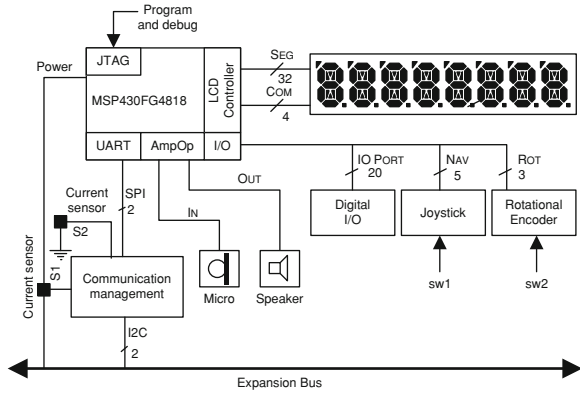 Program
and debug
Power
JTAG
MSP430FG4818
LCD
Controller
UART
AmpOp
I/O
SEG
32
COM
4
IO PORT
20
NAV
5
ROT
3
Digital
I/O
Joystick
Rotational
Encoder
sw1
sw2
Current
sensor
S2
SPI
2
IN
OUT
Current sensor
S1
Communication
management
Micro
Speaker
I2C
2
Expansion Bus